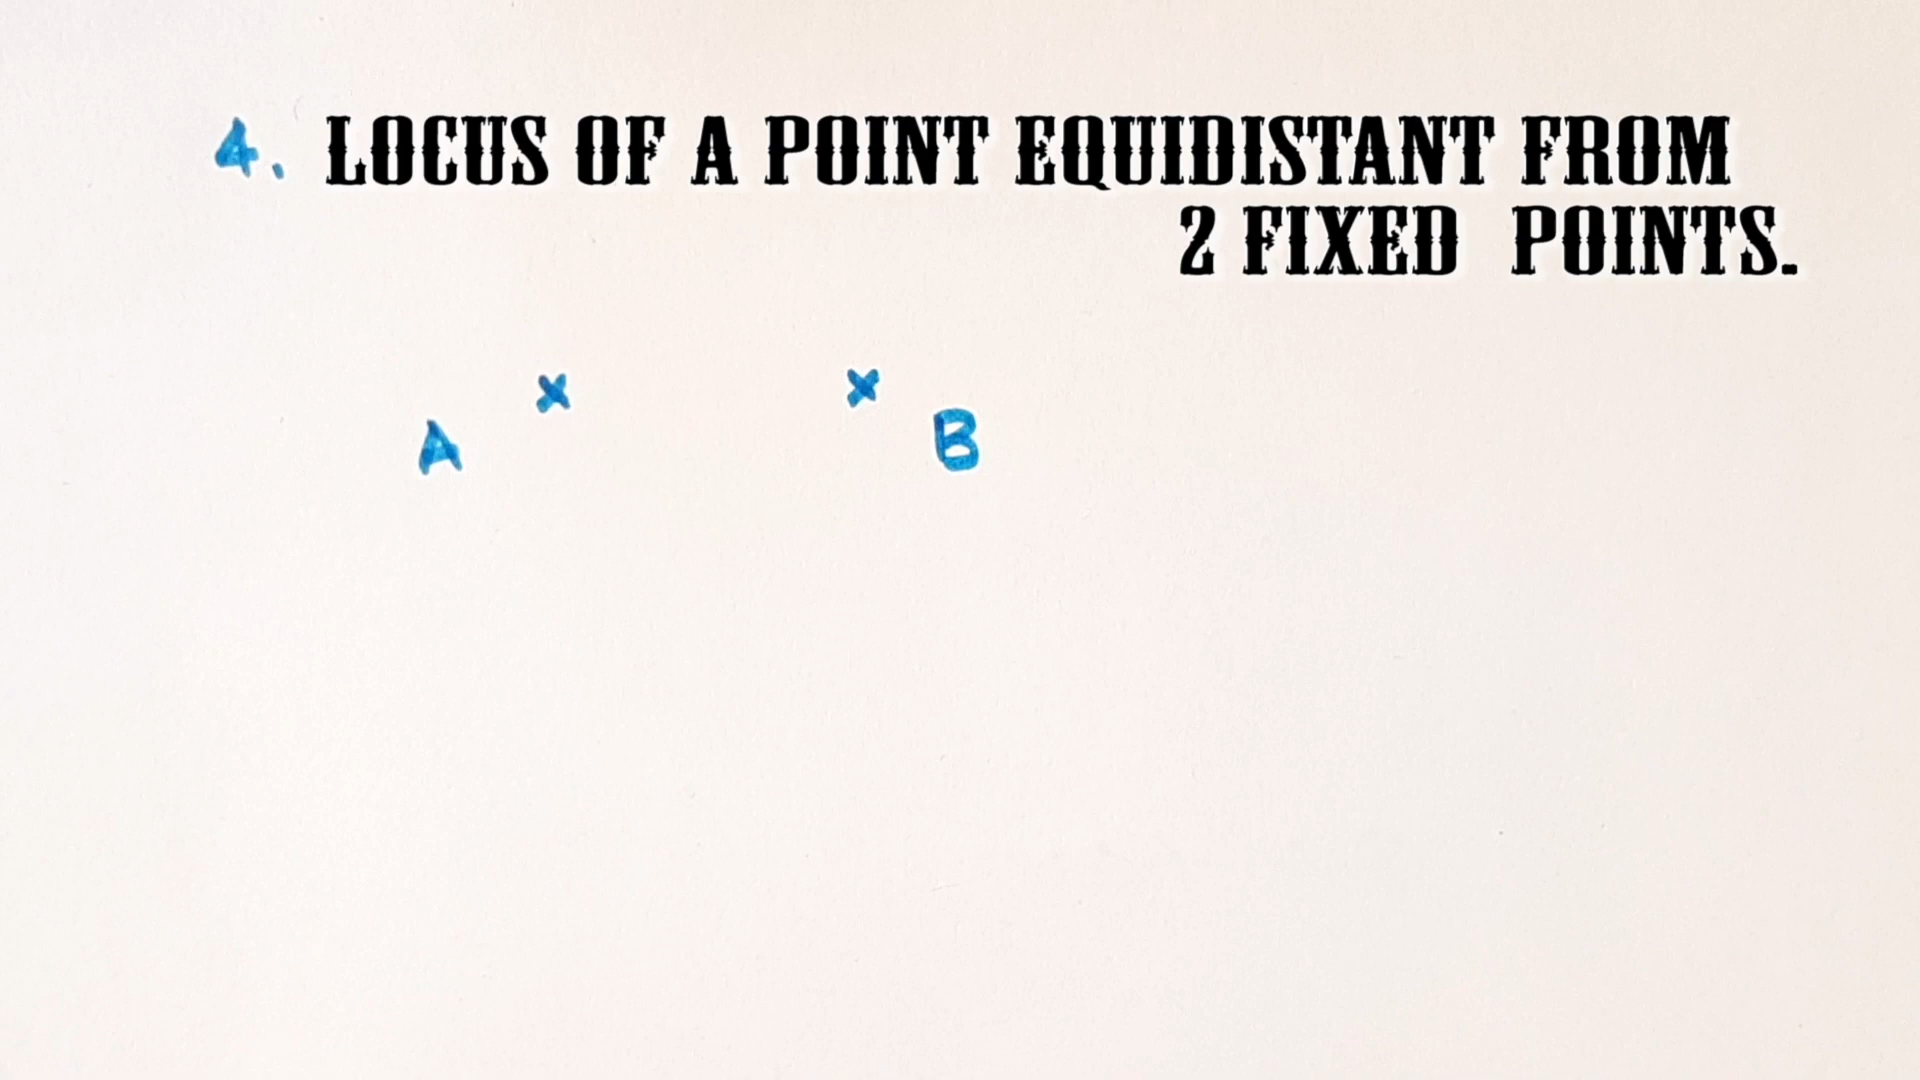 4. LOCUS OF A POINT EQUIDISTANT FROM
2 FIXED POINTS.
× ×
A B